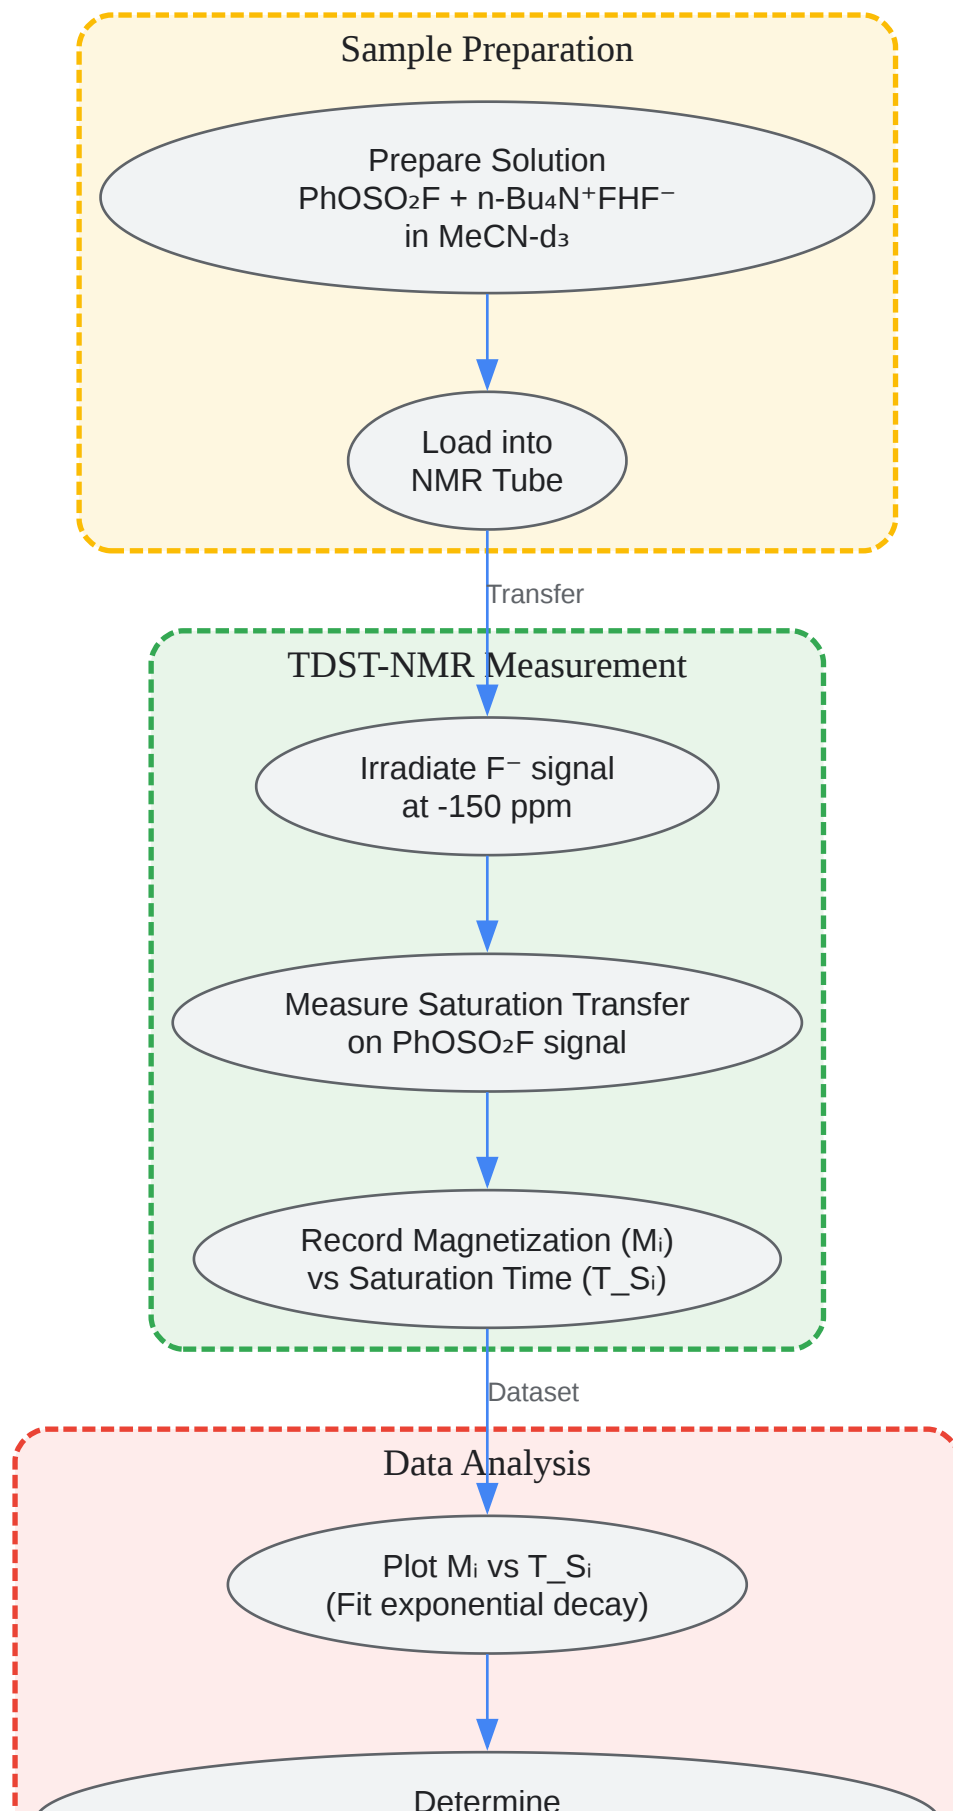 Sample Preparation
Prepare Solution
PhOSO₂F + n-Bu₄N⁺FHF⁻
in MeCN-d₃
Load into
NMR Tube
Transfer
TDST-NMR Measurement
Irradiate F⁻ signal
at -150 ppm
Measure Saturation Transfer
on PhOSO₂F signal
Record Magnetization (Mᵢ)
vs Saturation Time (T_Sᵢ)
Dataset
Data Analysis
Plot Mᵢ vs T_Sᵢ
(Fit exponential decay)
Determine